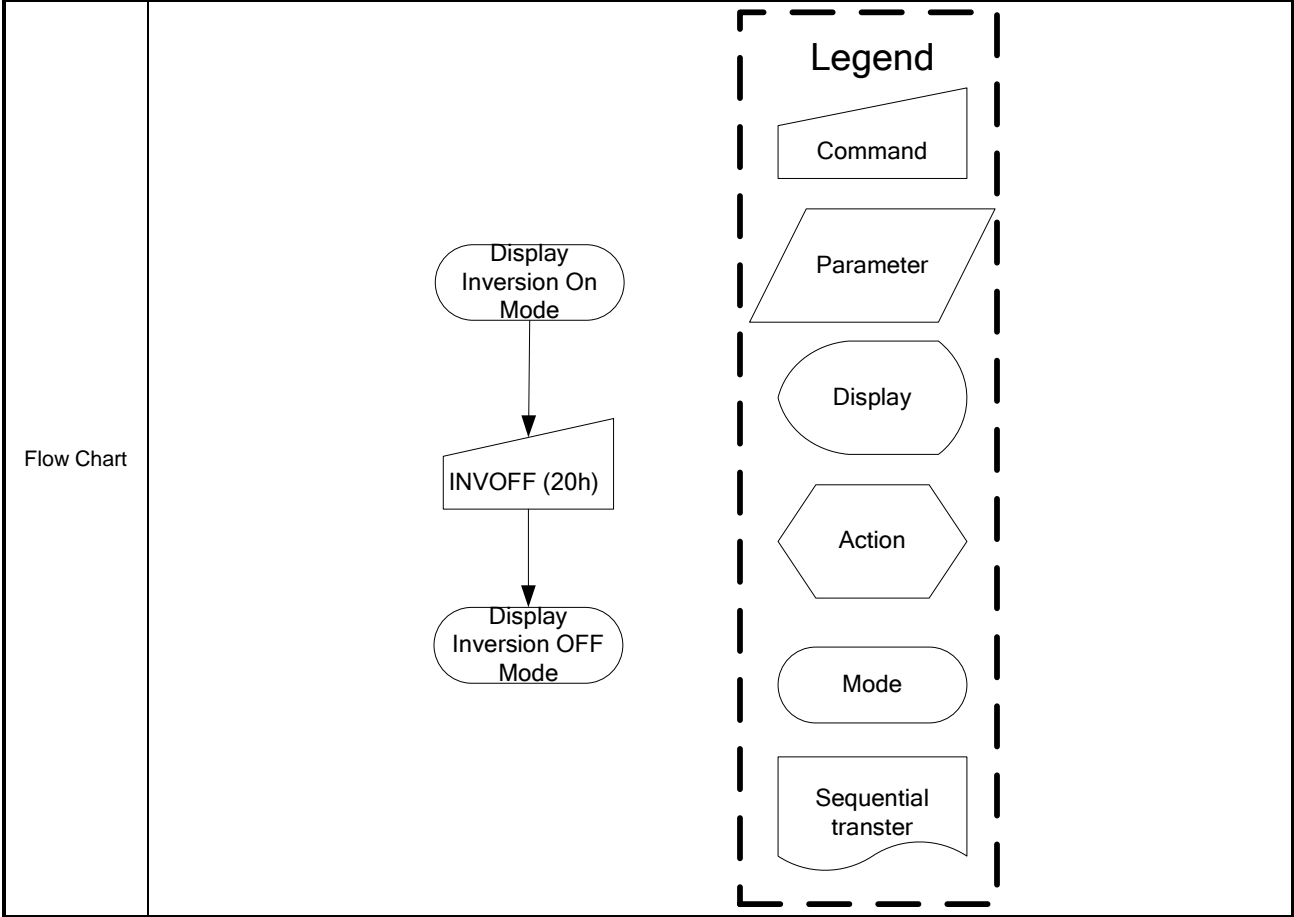 Flow Chart
Display
Inversion On
Mode
INVOFF (20h)
Display
Inversion OFF
Mode
Legend
Command
Parameter
Display
Action
Mode
Sequential
transter